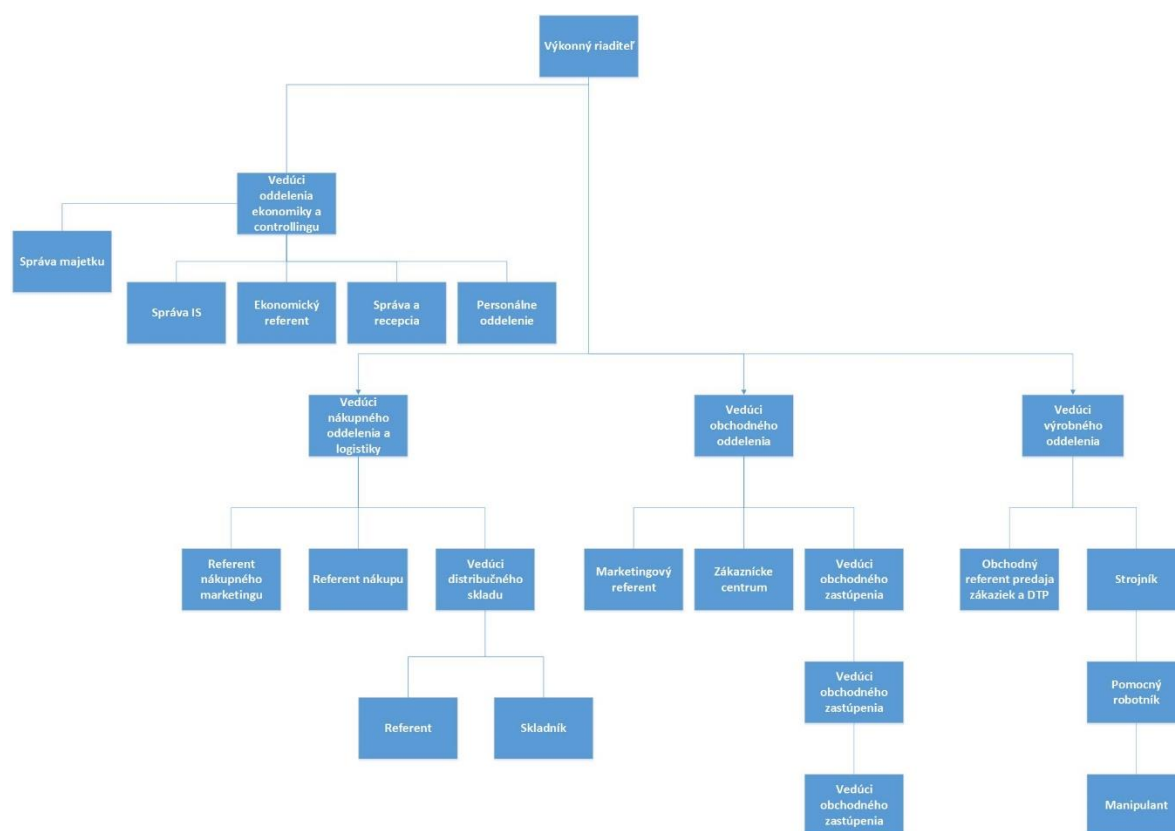 Výkonný riaditeľ
Vedúci
oddelenia
ekonomiky a
controllingu
Správa majetku
Správa IS
Ekonomický
referent
Správa a
recepcia
Personálne
oddelenie
Vedúci
nákupného
oddelenia a
logistiky
Vedúci
obchodného
oddelenia
Vedúci
výrobného
oddelenia
Referent
nákupného
marketingu
Referent nákupu
Vedúci
distribučného
skladu
Marketingový
referent
Zákaznícke
centrum
Vedúci
obchodného
zastúpenia
Obchodný
referent predaja
zákaziek a DTP
Strojník
Referent
Skladník
Vedúci
obchodného
zastúpenia
Pomocný
robotník
Vedúci
obchodného
zastúpenia
Manipulant